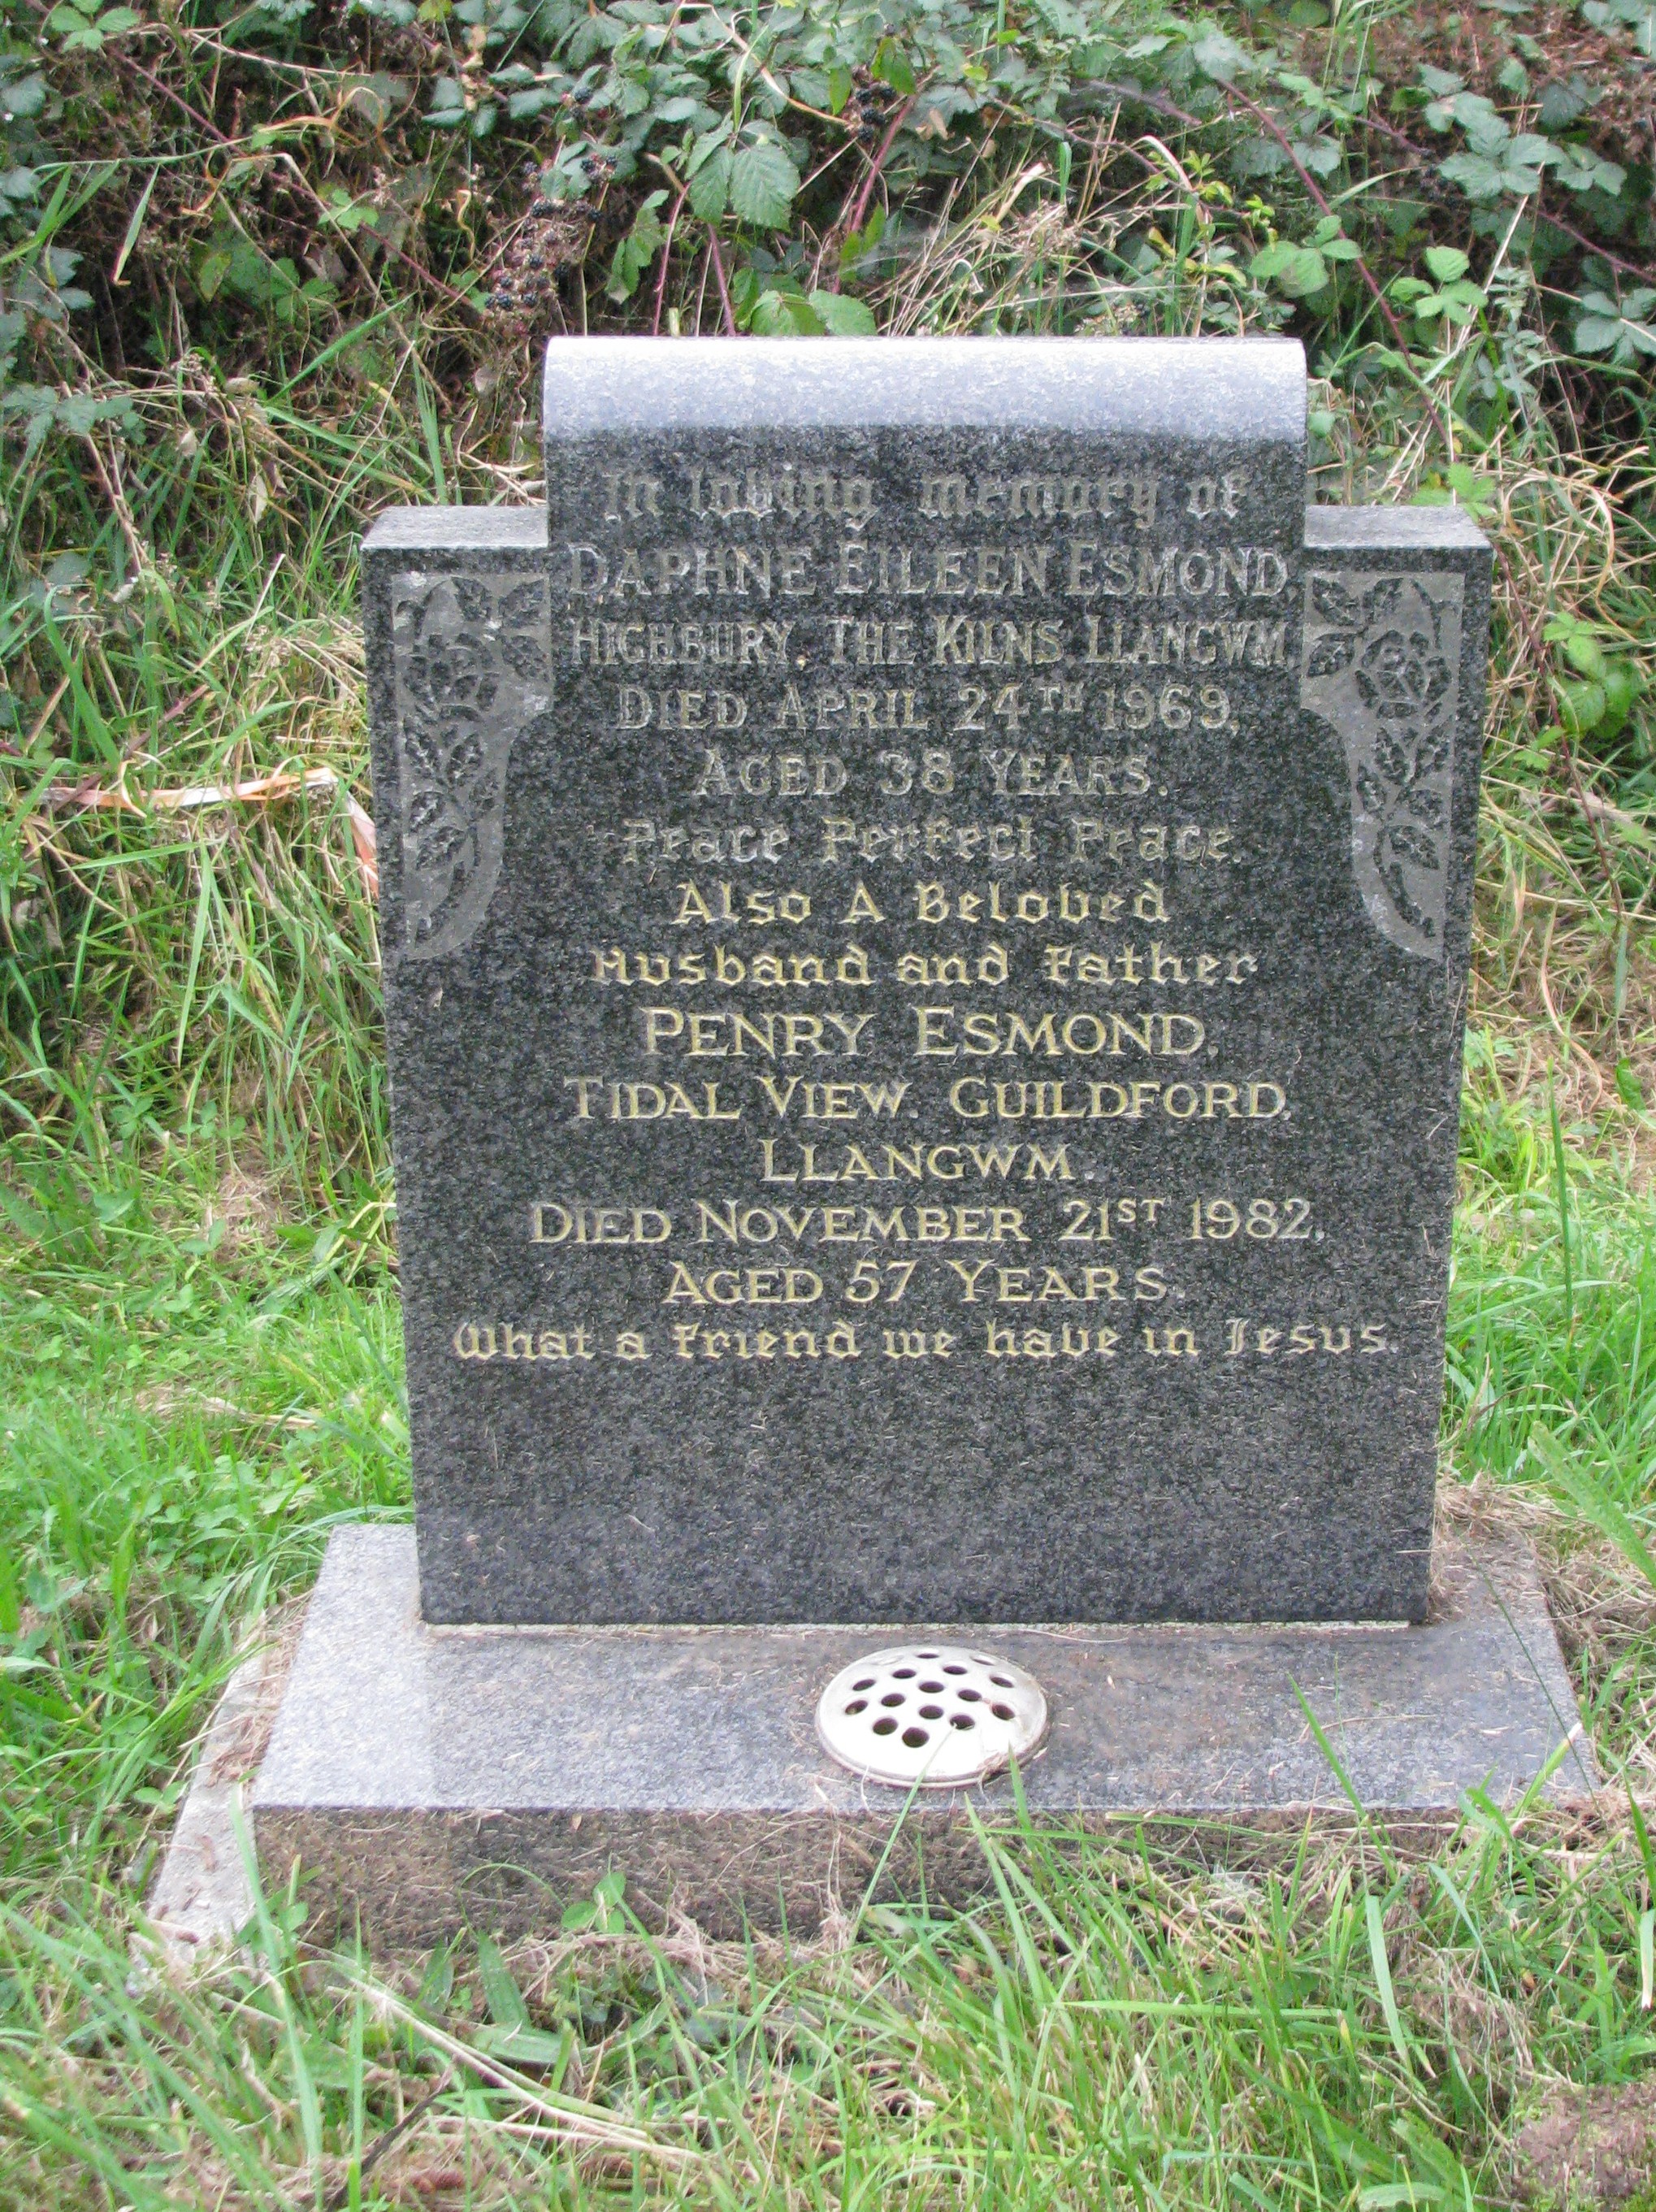 In loving memory of
DAPHNE EILEEN ESMOND,
HIGHBURY, THE KILNS, LLANGWM
DIED APRIL 24TH 1969,
AGED 38 YEARS.
Peace Perfect Peace.
Also A Beloved
Husband and Father
PENRY ESMOND,
TIDAL VIEW, GUILDFORD,
LLANGWM.
DIED NOVEMBER 21ST 1982,
AGED 57 YEARS.
What a Friend we have in Jesus.